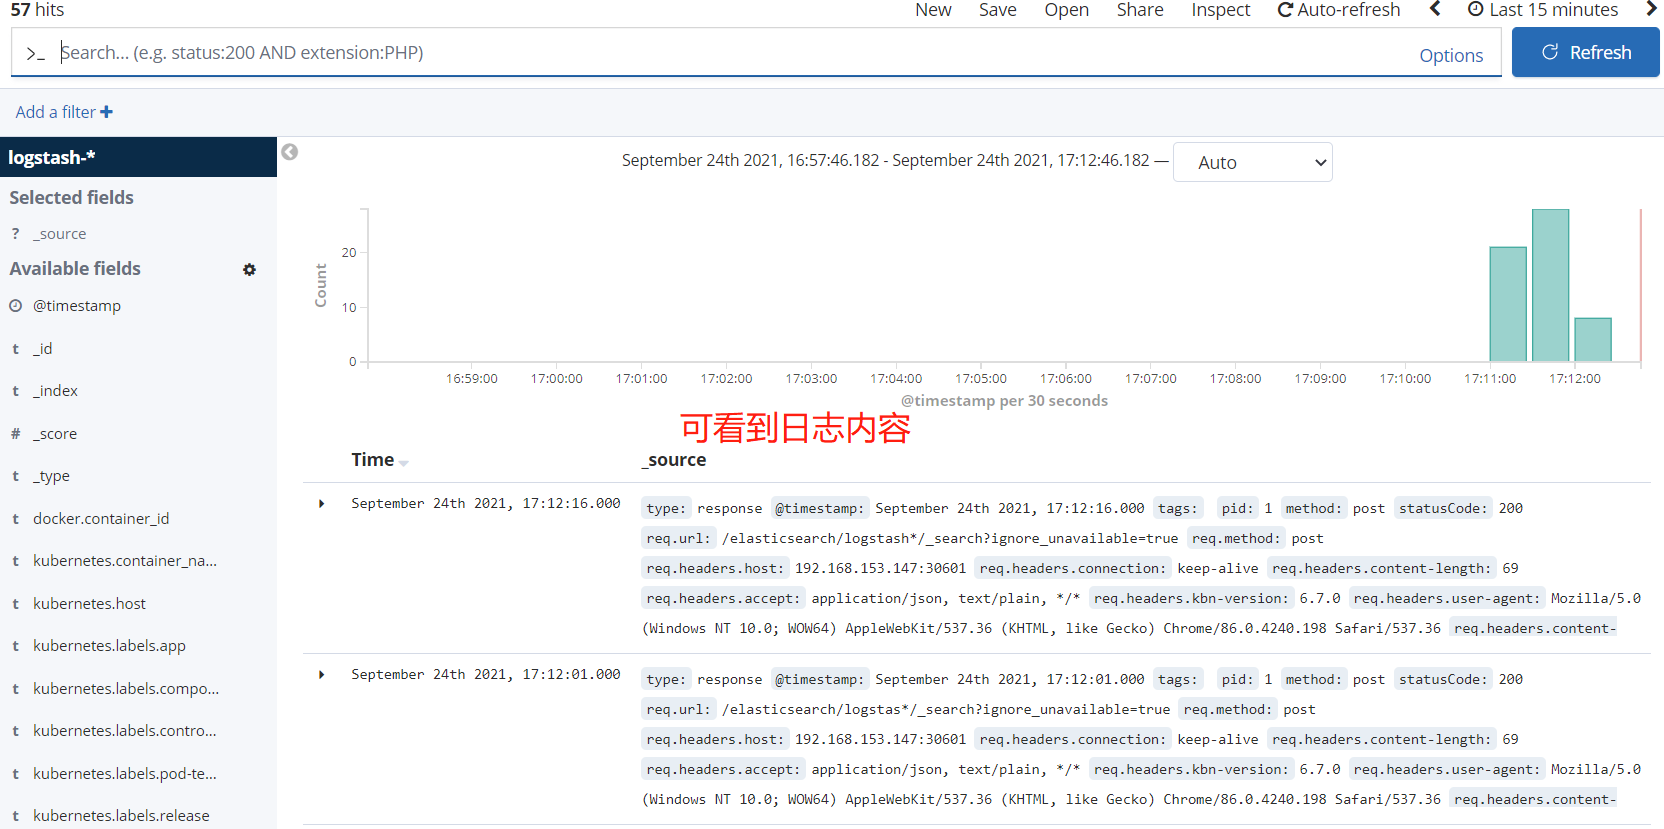 57 hits
New Save Open Share Inspect Auto-refresh Last 15 minutes
>_ Search... (e.g. status:200 AND extension:PHP) Options Refresh
Add a filter +
logstash-*
Selected fields
? _source
Available fields
@timestamp
t _id
t _index
# _score
t _type
t docker.container_id
t kubernetes.container_na...
t kubernetes.host
t kubernetes.labels.app
t kubernetes.labels.compo...
t kubernetes.labels.contro...
t kubernetes.labels.pod-te...
t kubernetes.labels.release
September 24th 2021, 16:57:46.182 - September 24th 2021, 17:12:46.182 — Auto
Count
20
10
0
16:59:00 17:00:00 17:01:00 17:02:00 17:03:00 17:04:00 17:05:00 17:06:00 17:07:00 17:08:00 17:09:00 17:10:00 17:11:00 17:12:00
@timestamp per 30 seconds
可看到日志内容
Time _source
September 24th 2021, 17:12:16.000 type: response @timestamp: September 24th 2021, 17:12:16.000 tags: pid: 1 method: post statusCode: 200
req.url: /elasticsearch/logstash*/_search?ignore_unavailable=true req.method: post
req.headers.host: 192.168.153.147:30601 req.headers.connection: keep-alive req.headers.content-length: 69
req.headers.accept: application/json, text/plain, */* req.headers.kbn-version: 6.7.0 req.headers.user-agent: Mozilla/5.0
(Windows NT 10.0; WOW64) AppleWebKit/537.36 (KHTML, like Gecko) Chrome/86.0.4240.198 Safari/537.36 req.headers.content-
September 24th 2021, 17:12:01.000 type: response @timestamp: September 24th 2021, 17:12:01.000 tags: pid: 1 method: post statusCode: 200
req.url: /elasticsearch/logstas*/_search?ignore_unavailable=true req.method: post
req.headers.host: 192.168.153.147:30601 req.headers.connection: keep-alive req.headers.content-length: 69
req.headers.accept: application/json, text/plain, */* req.headers.kbn-version: 6.7.0 req.headers.user-agent: Mozilla/5.0
(Windows NT 10.0; WOW64) AppleWebKit/537.36 (KHTML, like Gecko) Chrome/86.0.4240.198 Safari/537.36 req.headers.content-